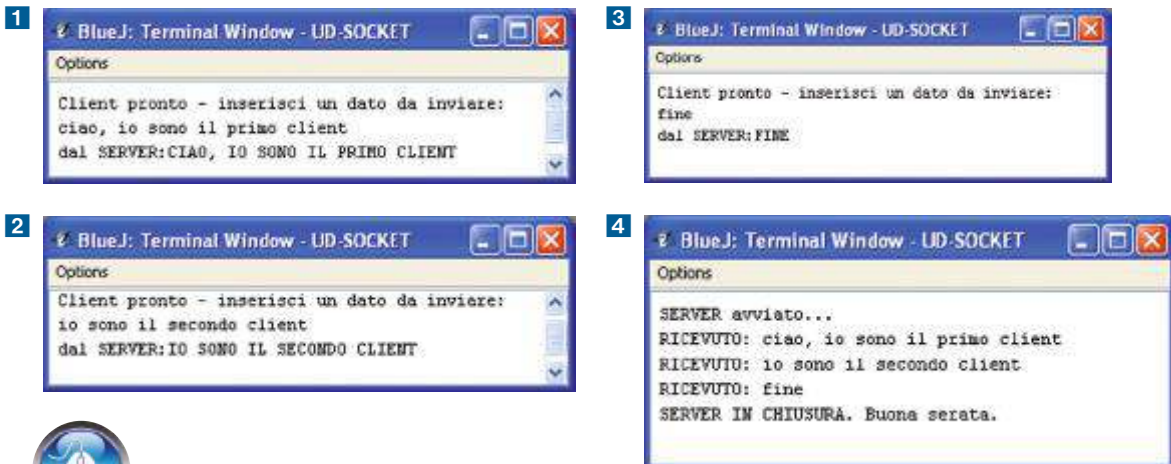 1
BlueJ: Terminal Window - UD-SOCKET
Options
Client pronto - inserisci un dato da inviare:
ciao, io sono il primo client
dal SERVER:CIAO, IO SONO IL PRIMO CLIENT
2
BlueJ: Terminal Window - UD-SOCKET
Options
Client pronto - inserisci un dato da inviare:
io sono il secondo client
dal SERVER:IO SONO IL SECONDO CLIENT
3
BlueJ: Terminal Window - UD-SOCKET
Options
Client pronto - inserisci un dato da inviare:
fine
dal SERVER:FINE
4
BlueJ: Terminal Window - UD-SOCKET
Options
SERVER avviato...
RICEVUTO: ciao, io sono il primo client
RICEVUTO: io sono il secondo client
RICEVUTO: fine
SERVER IN CHIUSURA. Buona serata.